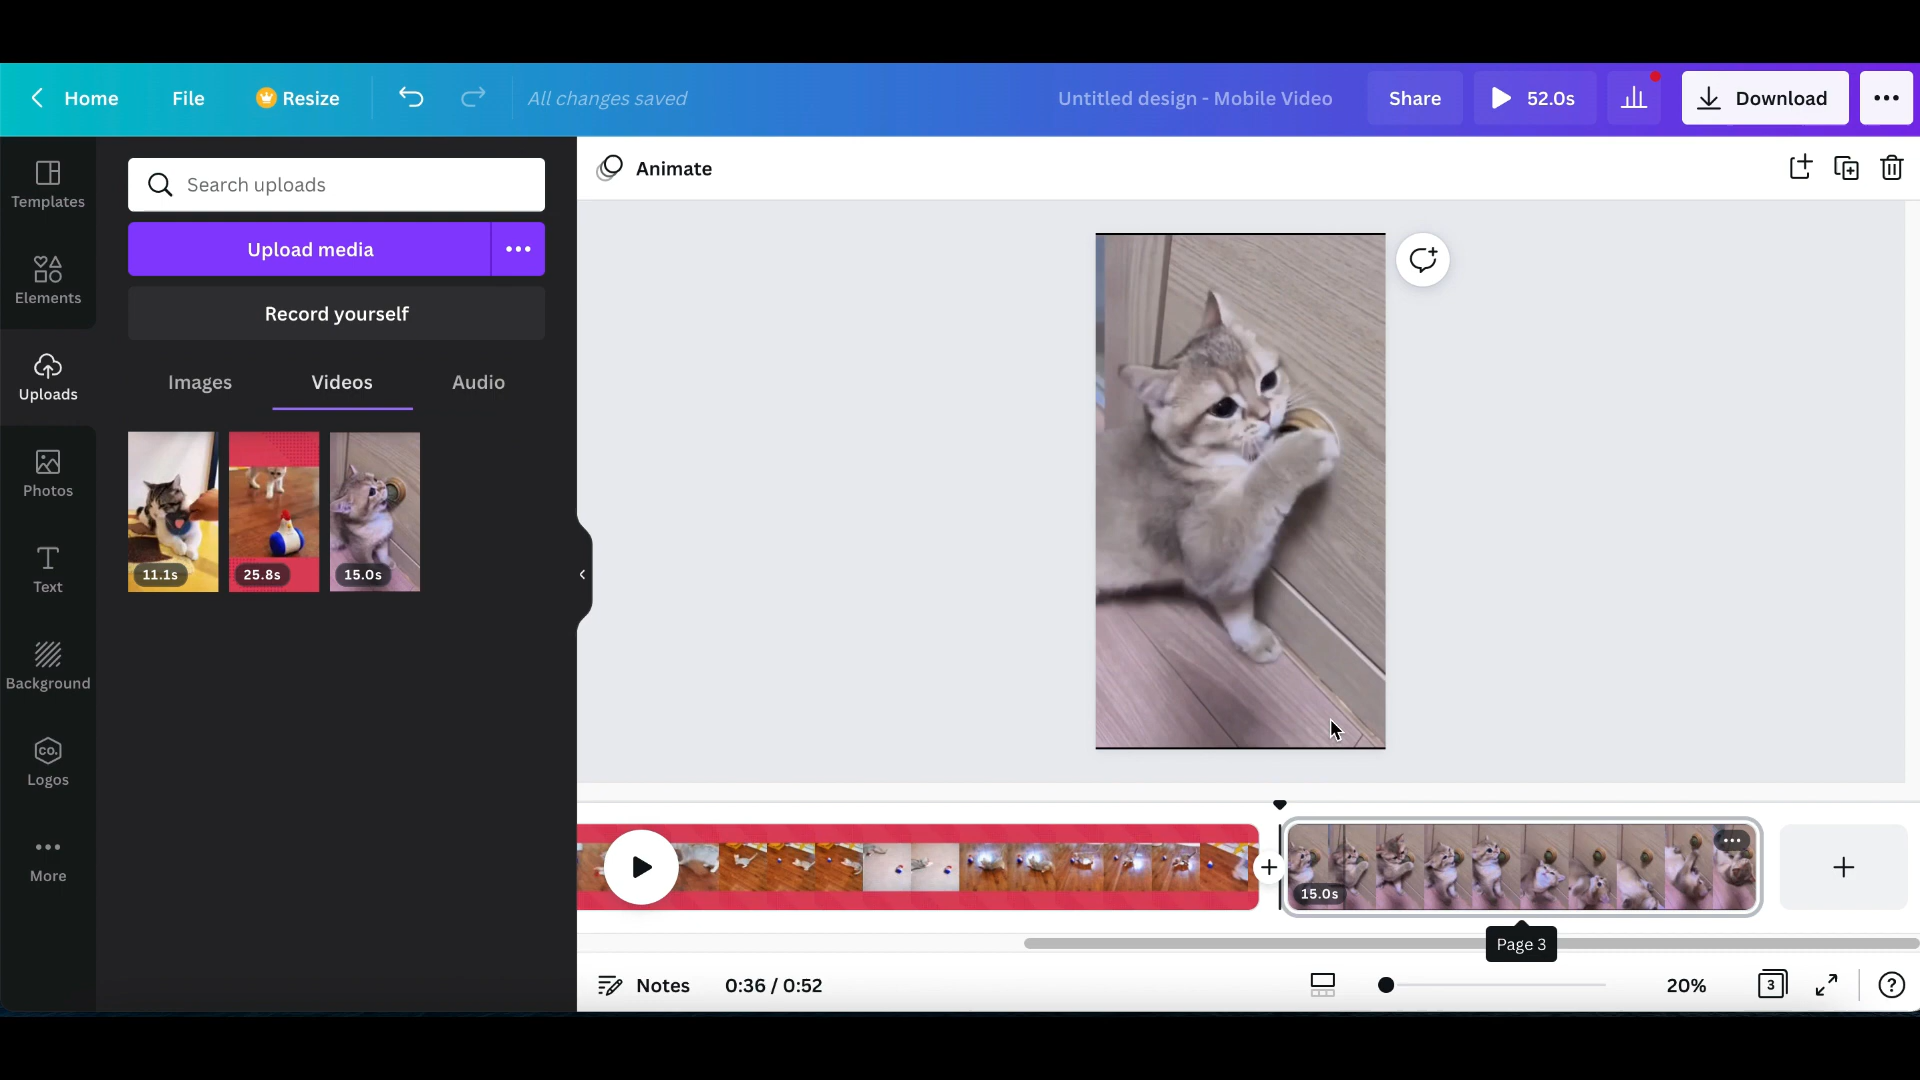 Home
File
Resize
All changes saved
Untitled design - Mobile Video
Share
52.0s
Download
Templates
Elements
Uploads
Photos
Text
Background
CO.
Logos
More
Search uploads
Upload media
Record yourself
Images
Videos
Audio
11.1s
25.8s
15.0s
Animate
15.0s
Page 3
Notes
0:36 / 0:52
20%
3
?